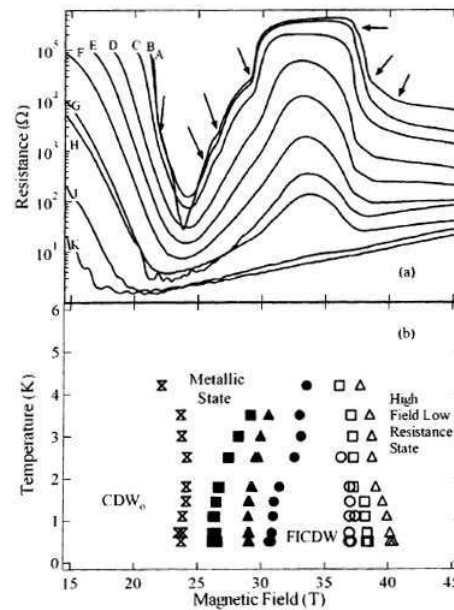 10⁵
10⁴
10³
10²
10¹
Resistance (Ω)
A
B
C
D
E
F
G
H
J
K
(a)
6
5
4
3
2
1
0
Temperature (K)
(b)
Metallic
State
High
Field Low
Resistance
State
CDWₒ
FICDW
15 20 25 30 35 40 45
Magnetic Field (T)